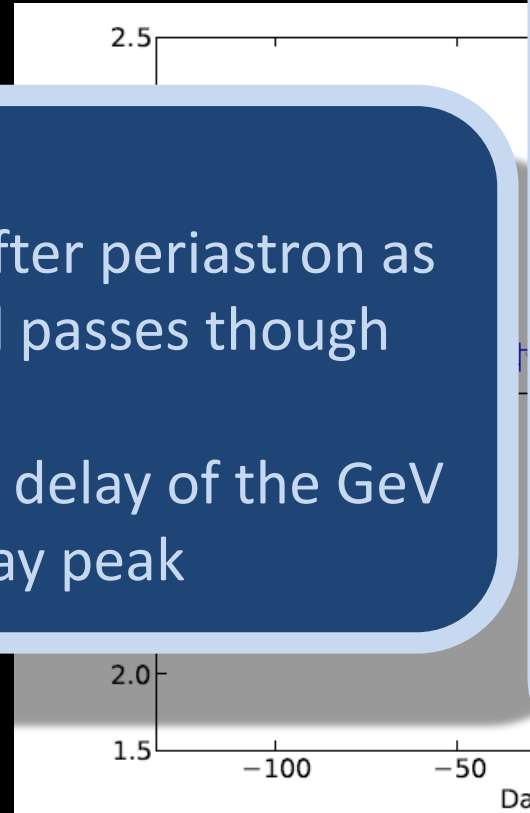 2.5
fter periastron as
passes though
delay of the GeV
ay peak
2.0
1.5
−100
−50
Da